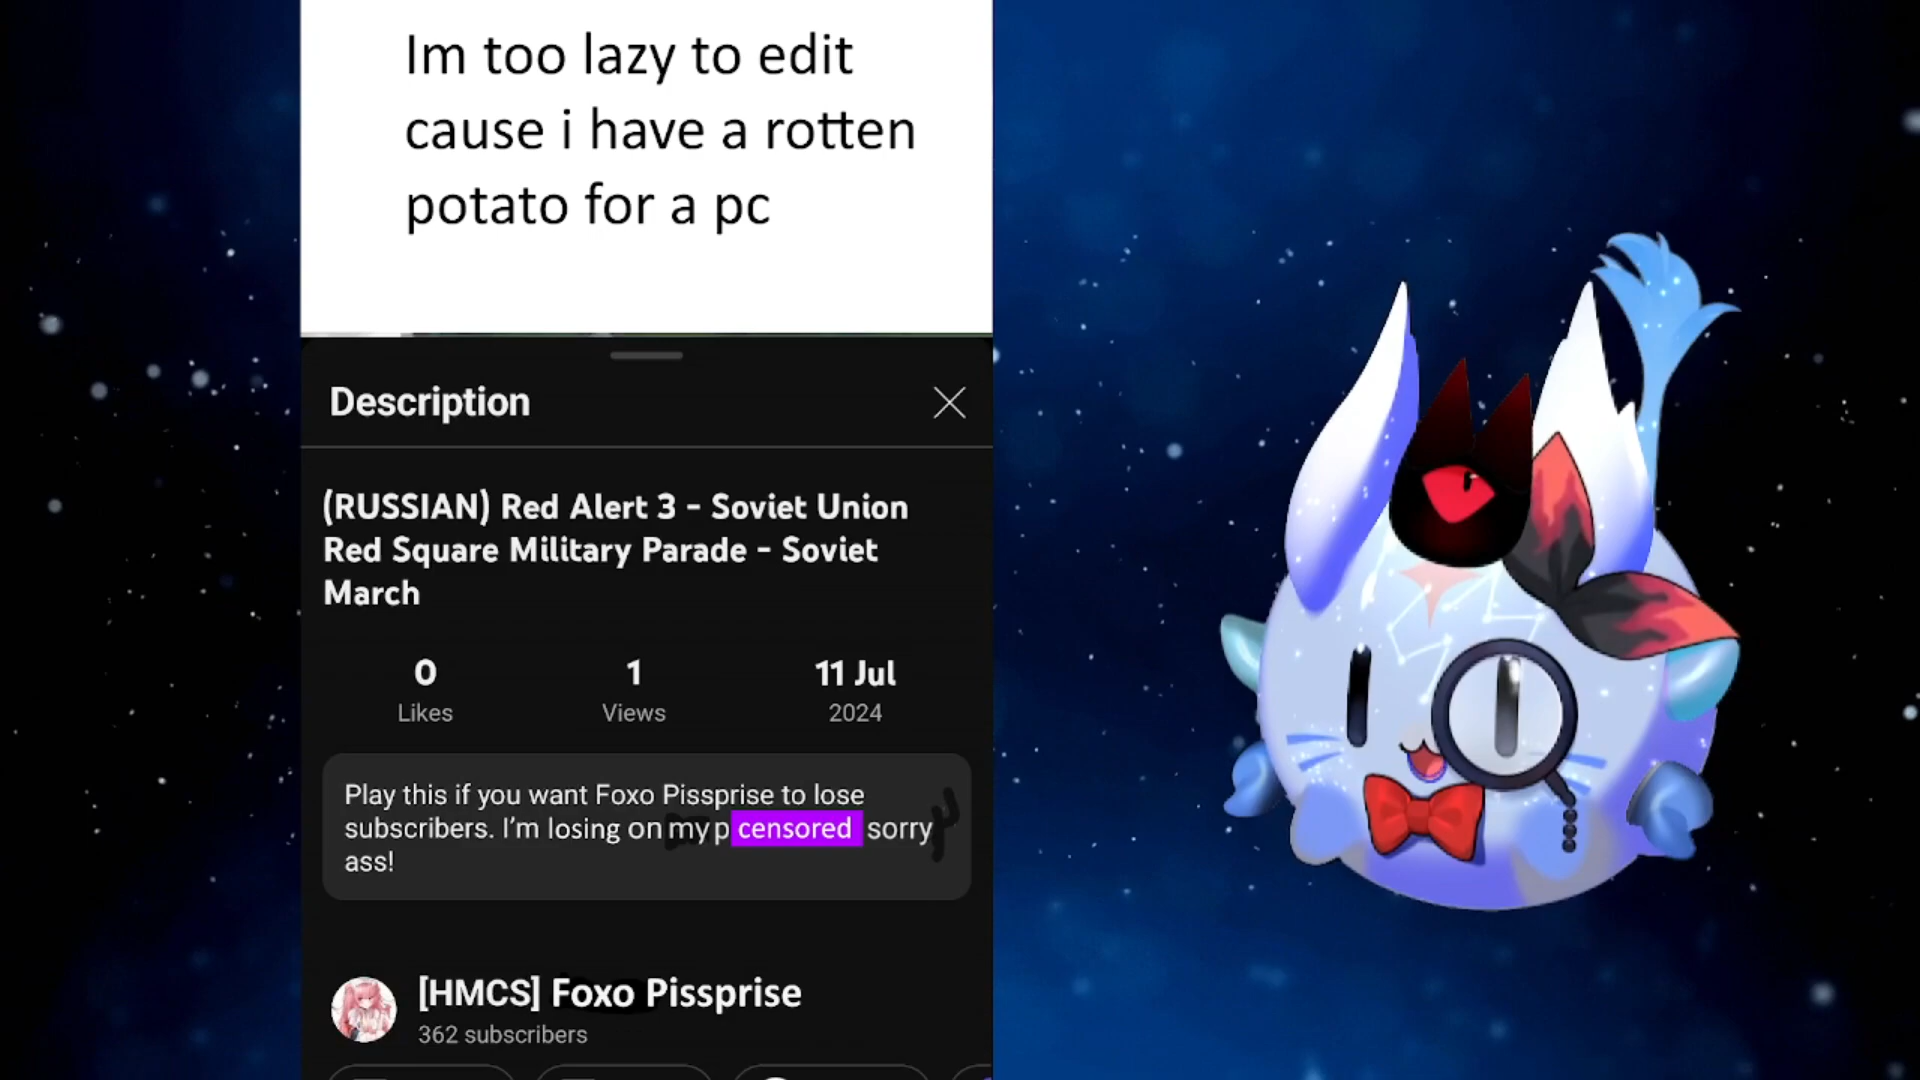 Im too lazy to edit
cause i have a rotten
potato for a pc
Description
(RUSSIAN) Red Alert 3 - Soviet Union
Red Square Military Parade - Soviet
March
0 1 11 Jul
Likes Views 2024
Play this if you want Foxo Pissprise to lose
subscribers. I'm losing on my p censored sorry
ass!
[HMCS] Foxo Pissprise
362 subscribers